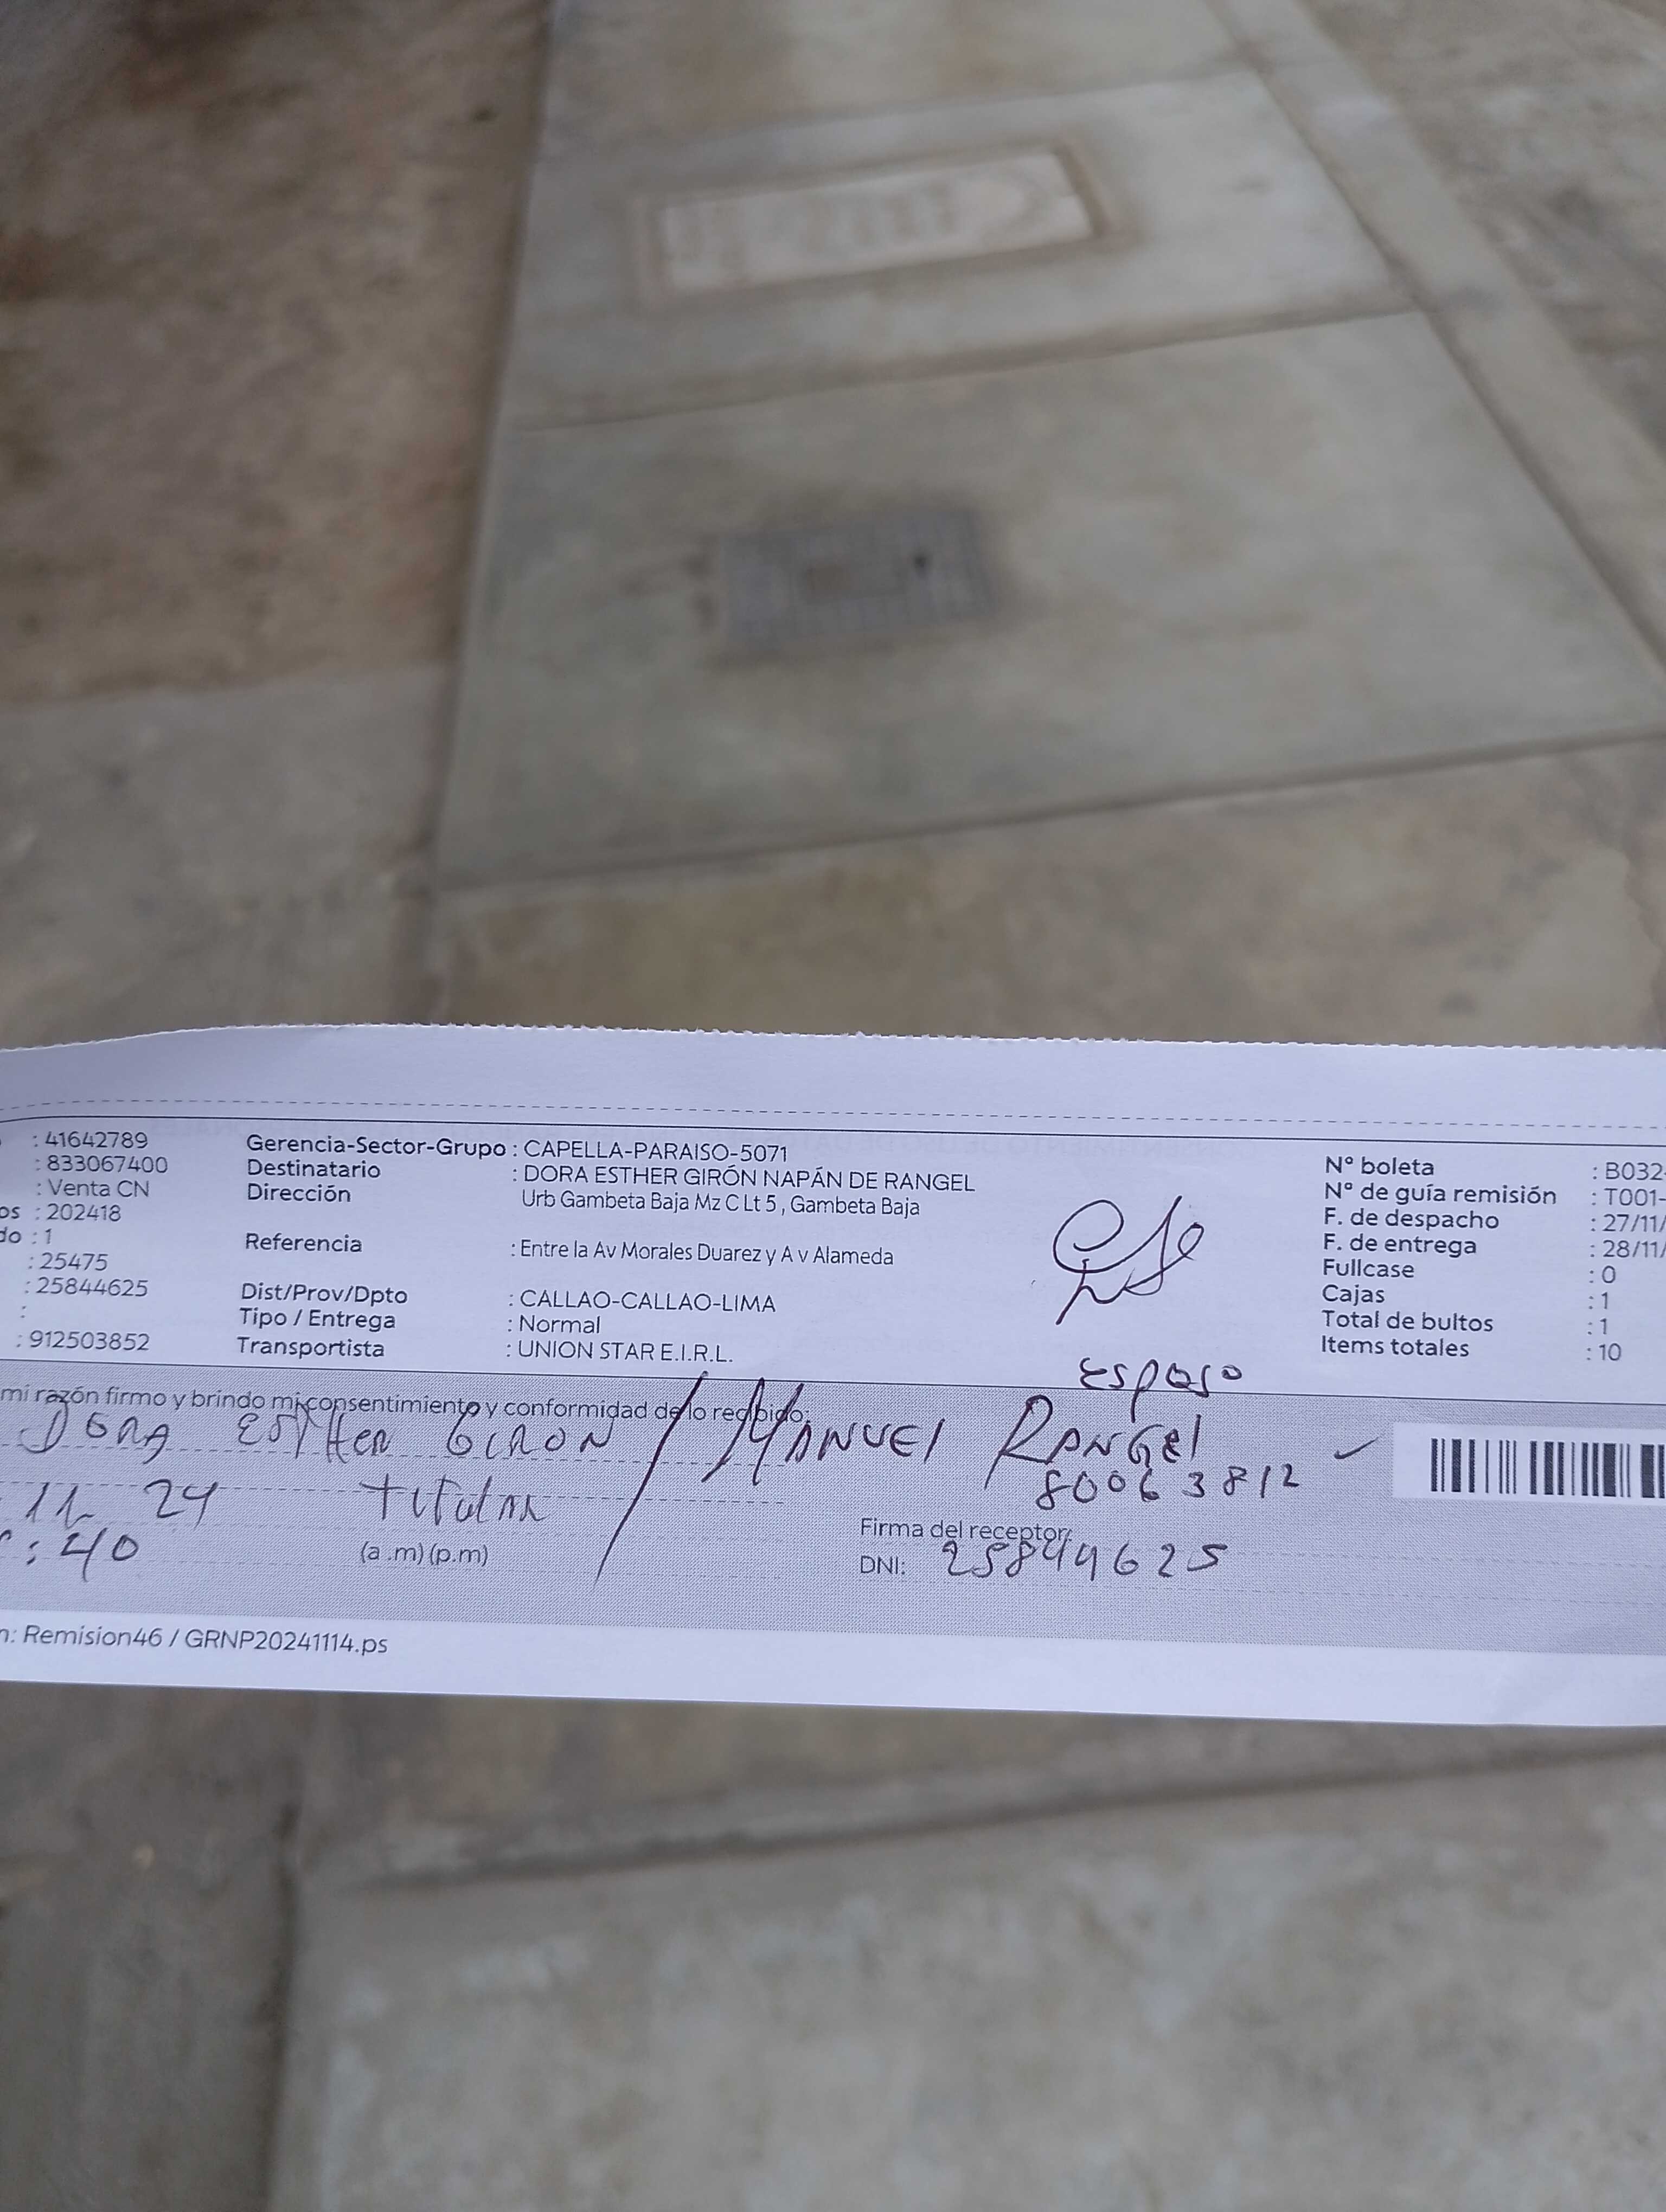 : 41642789
: 833067400
: Venta CN
os : 202418
do : 1
: 25475
: 25844625
:
: 912503852
Gerencia-Sector-Grupo : CAPELLA-PARAISO-5071
Destinatario : DORA ESTHER GIRÓN NAPÁN DE RANGEL
Dirección Urb Gambeta Baja Mz C Lt 5 , Gambeta Baja
Referencia : Entre la Av Morales Duarez y A v Alameda
Dist/Prov/Dpto : CALLAO-CALLAO-LIMA
Tipo / Entrega : Normal
Transportista : UNION STAR E.I.R.L.
N° boleta : B032-
N° de guía remisión : T001-
F. de despacho : 27/11/
F. de entrega : 28/11/
Fullcase : 0
Cajas : 1
Total de bultos : 1
Items totales : 10
Esposo
mi razón firmo y brindo mi consentimiento y conformidad de lo recibido:
DORA ESTHER GIRON / MANUEl RANGEl
80063812
11 24 titular
: 40 (a .m) (p.m)
Firma del receptor:
DNI: 25844625
n: Remision46 / GRNP20241114.ps